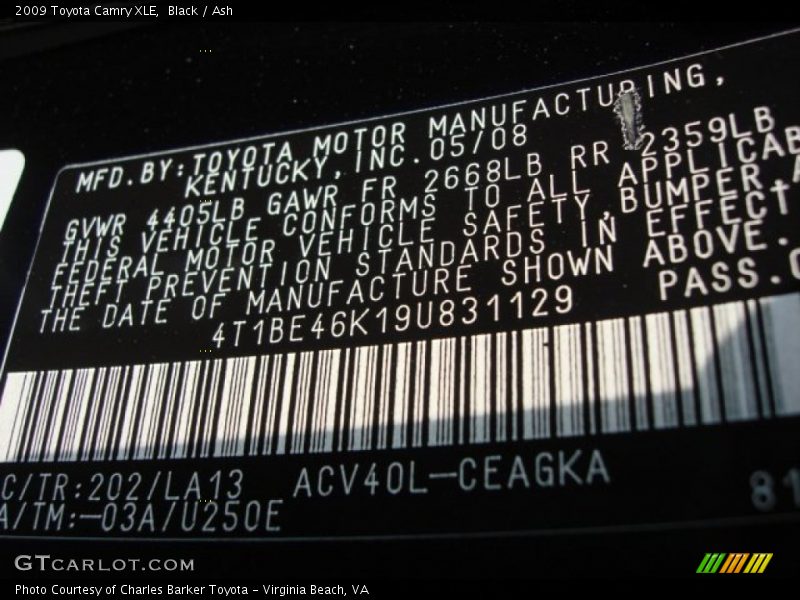 2009 Toyota Camry XLE, Black / Ash
MFD.BY:TOYOTA MOTOR MANUFACTURING,
KENTUCKY,INC.05/08
GVWR 4405LB GAWR FR 2668LB RR 2359LB
THIS VEHICLE CONFORMS TO ALL APPLICAB
FEDERAL MOTOR VEHICLE SAFETY,BUMPER,A
THEFT PREVENTION STANDARDS IN EFFECT
THE DATE OF MANUFACTURE SHOWN ABOVE.
4T1BE46K19U831129 PASS.C
C/TR:202/LA13 ACV40L-CEAGKA
A/TM:-03A/U250E 81
GTCARLOT.COM
Photo Courtesy of Charles Barker Toyota - Virginia Beach, VA